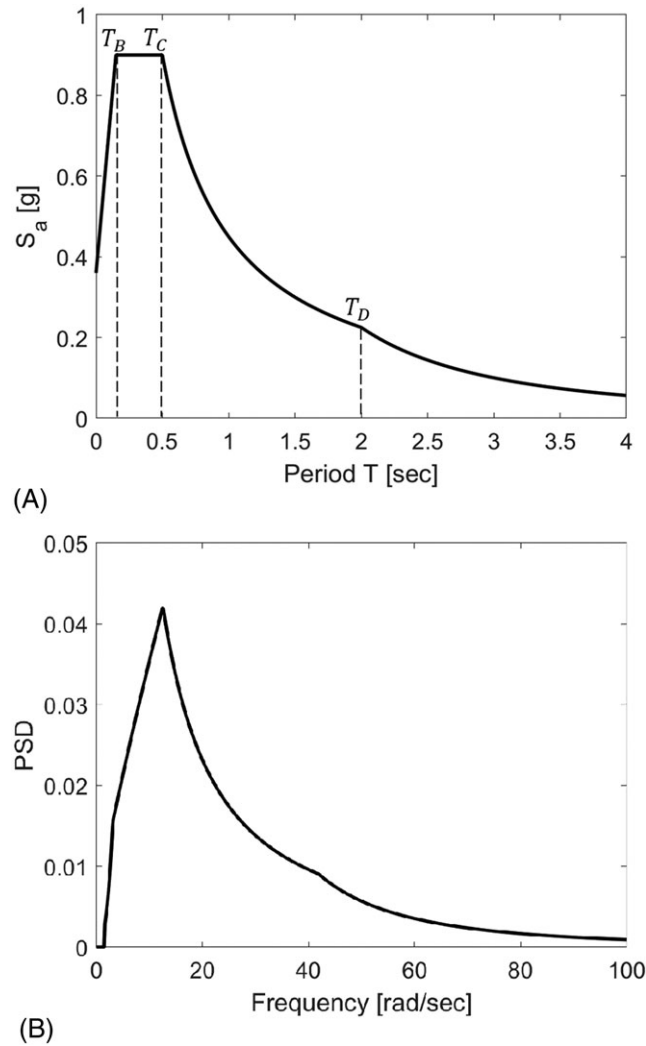 1
T_B T_C
0.8
0.6
S_a [g]
0.4
T_D
0.2
0
0 0.5 1 1.5 2 2.5 3 3.5 4
Period T [sec]
(A)
0.05
0.04
0.03
PSD
0.02
0.01
0
0 20 40 60 80 100
Frequency [rad/sec]
(B)